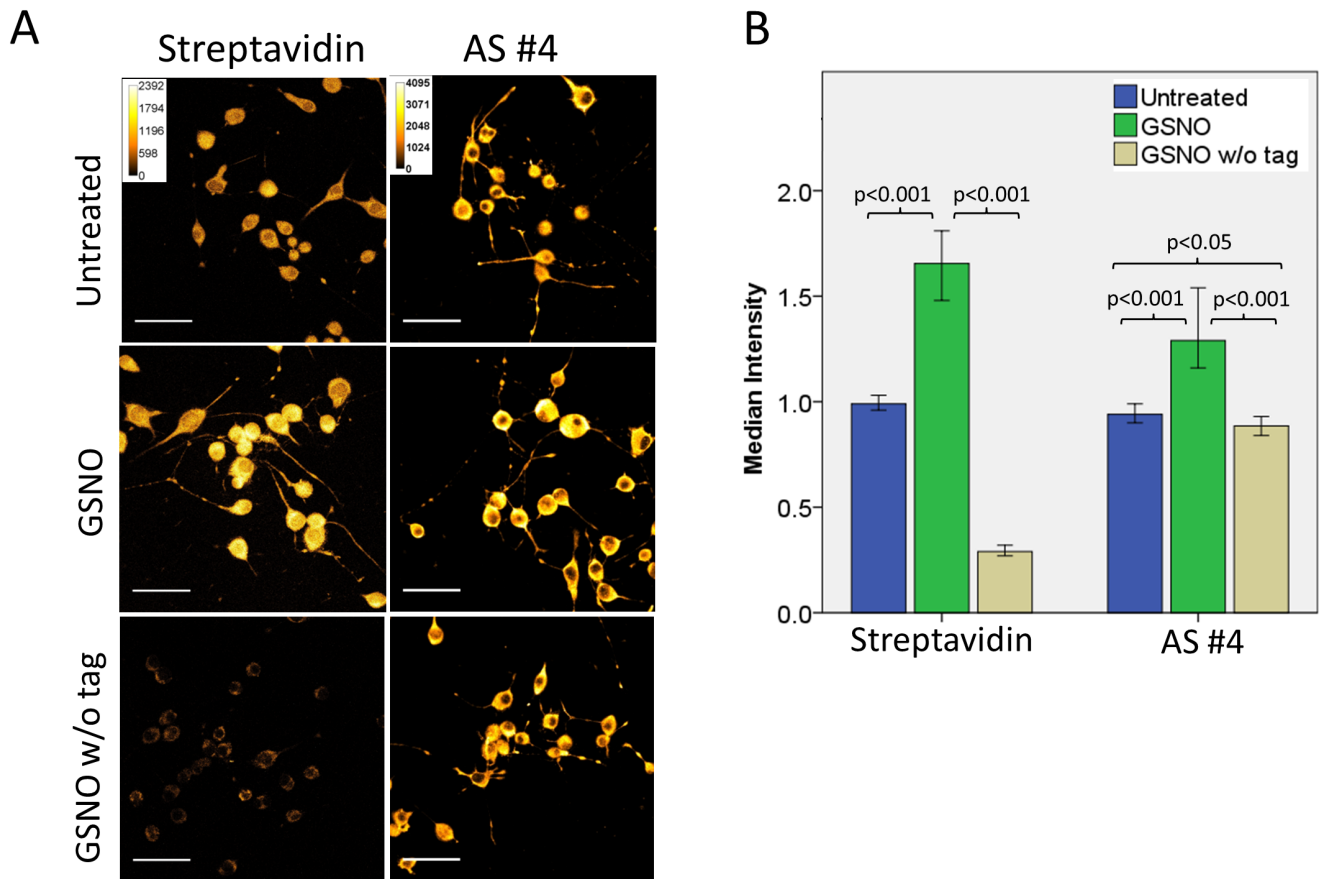 A
Streptavidin
AS #4
2392
1794
1196
598
0
4095
3071
2048
1024
0
Untreated
GSNO
GSNO w/o tag
B
Untreated
GSNO
GSNO w/o tag
Median Intensity
2.0
1.5
1.0
0.5
0.0
p<0.001
p<0.001
p<0.05
p<0.001
p<0.001
Streptavidin
AS #4